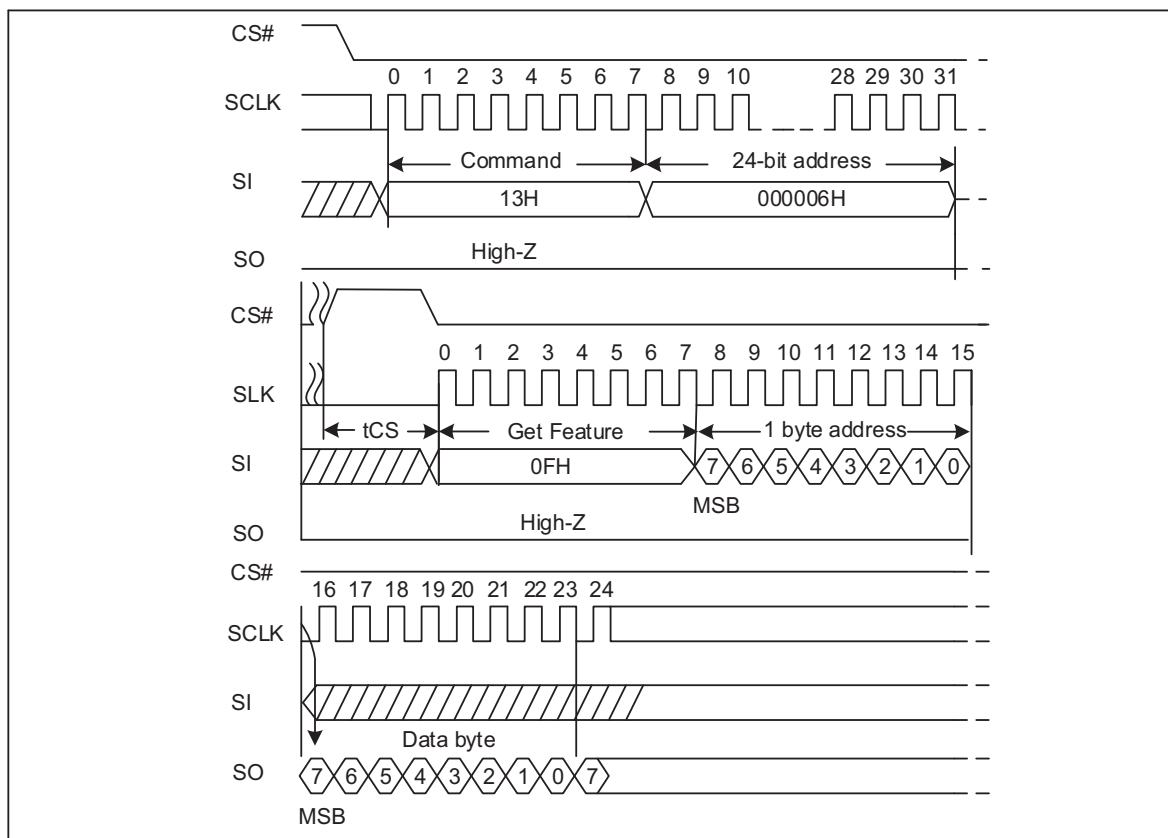 CS#
0 1 2 3 4 5 6 7 8 9 10 28 29 30 31
SCLK
Command 24-bit address
SI
13H 000006H
High-Z
SO
CS#
0 1 2 3 4 5 6 7 8 9 10 11 12 13 14 15
SLK
tCS Get Feature 1 byte address
SI
0FH 7 6 5 4 3 2 1 0
MSB
High-Z
SO
CS#
16 17 18 19 20 21 22 23 24
SCLK
SI
Data byte
SO 7 6 5 4 3 2 1 0 7
MSB